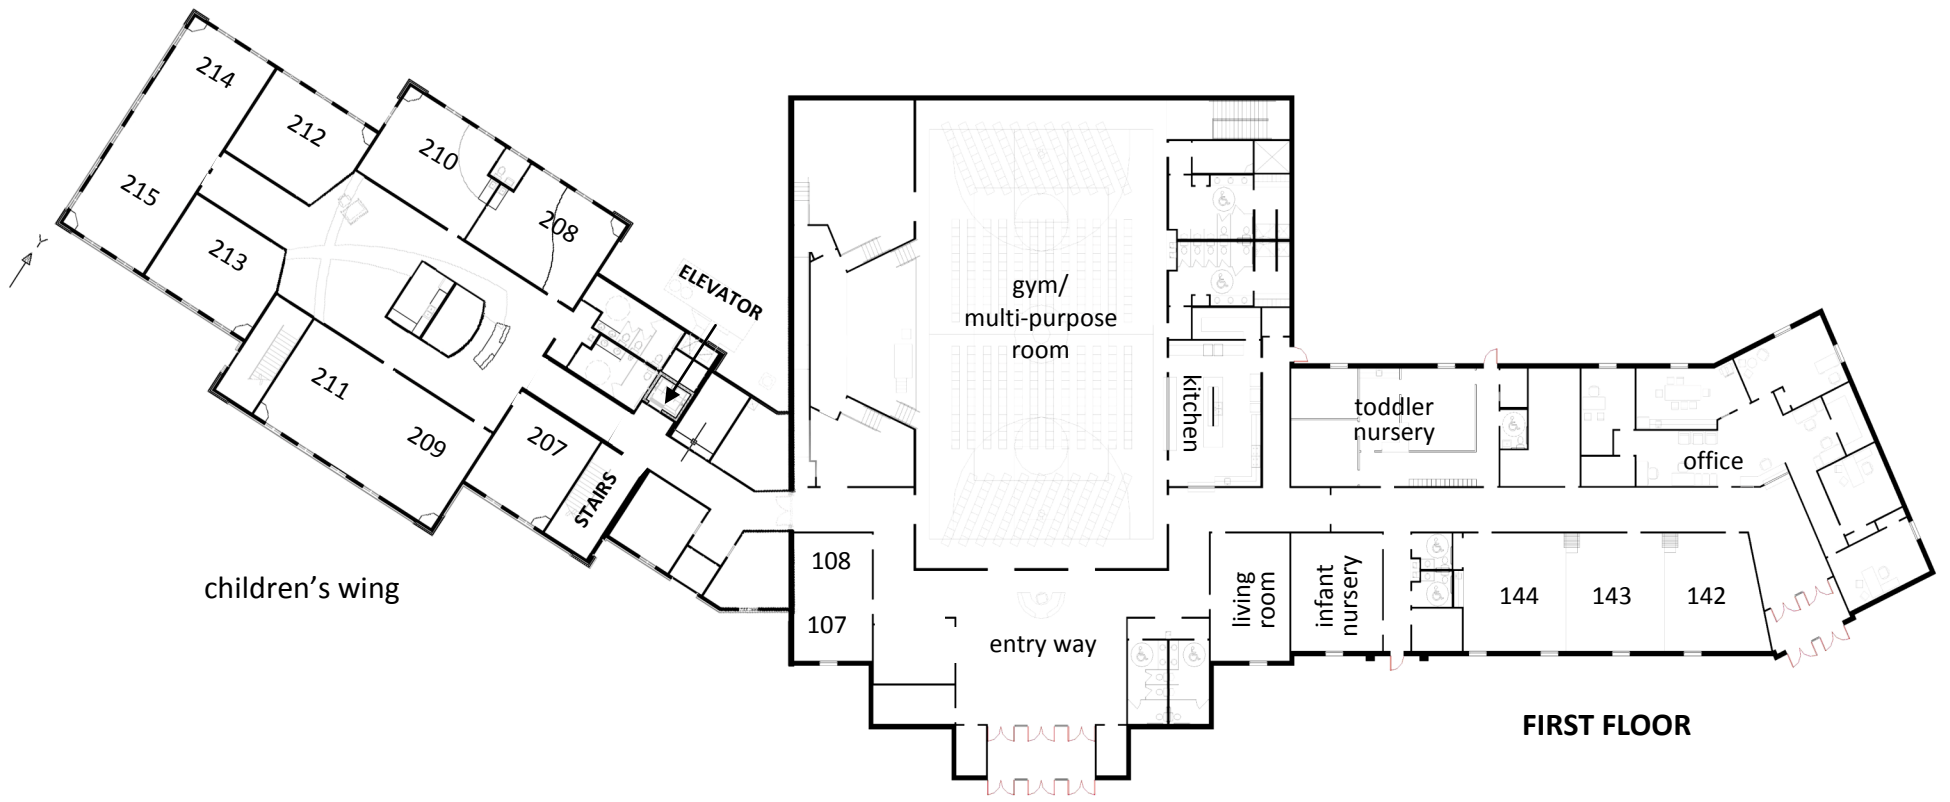 214
212
210
208
215
213
211
209
207
ELEVATOR
STAIRS
children's wing
Y
gym/
multi-purpose
room
kitchen
toddler
nursery
office
108
107
entry way
living
room
infant
nursery
144
143
142
FIRST FLOOR